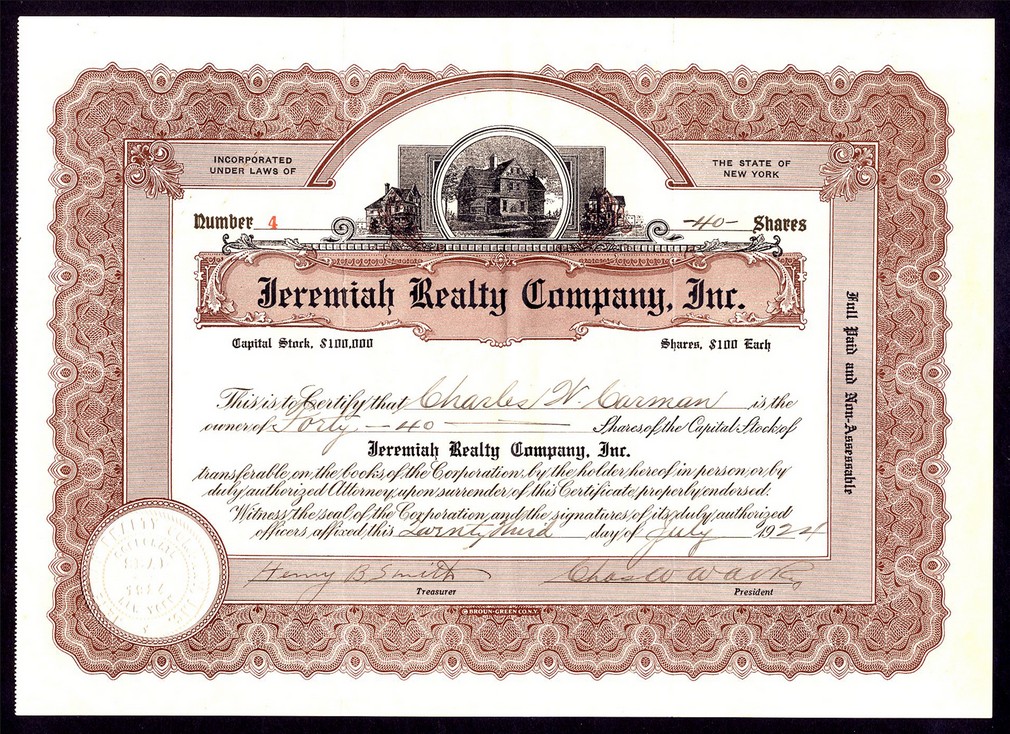 INCORPORATED
UNDER LAWS OF
THE STATE OF
NEW YORK
Number 4
-40- Shares
Jeremiah Realty Company, Inc.
Capital Stock, $100,000
Shares, $100 Each
This is to Certify that Charles W. Carman is the
owner of Forty - 40 Shares of the Capital Stock of
Jeremiah Realty Company, Inc.
transferable on the books of the Corporation by the holder hereof in person or by
duly authorized Attorney upon surrender of this Certificate properly endorsed.
Witness the seal of the Corporation and the signatures of its duly authorized
officers, affixed this Twenty third day of July 1924
Full Paid and Non-Assessable
Henry B. Smith
Treasurer
Chas W
President
BROUN-GREEN CO. N.Y.